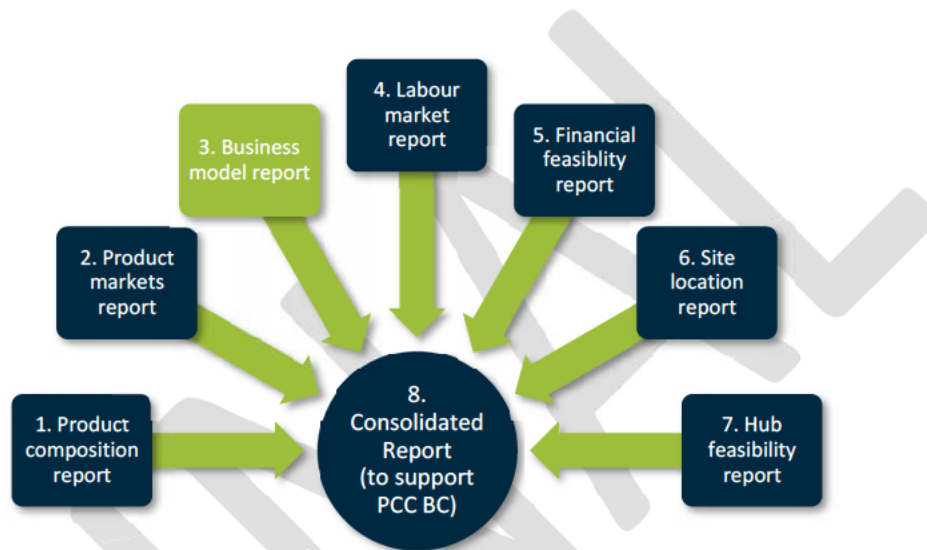 1. Product
composition
report
2. Product
markets
report
3. Business
model report
4. Labour
market
report
5. Financial
feasiblity
report
6. Site
location
report
7. Hub
feasibility
report
8.
Consolidated
Report
(to support
PCC BC)